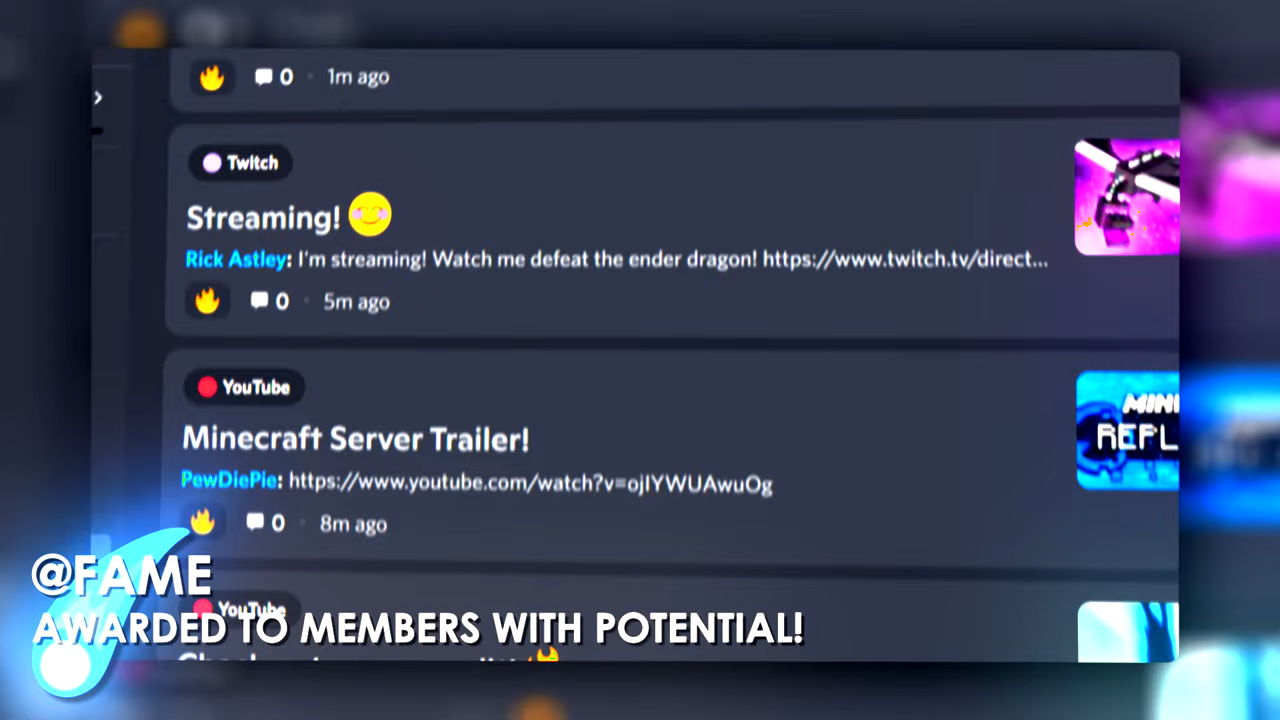 0 1m ago
Twitch
Streaming!
Rick Astley: I'm streaming! Watch me defeat the ender dragon! https://www.twitch.tv/direct...
0 5m ago
YouTube
Minecraft Server Trailer!
MINI
REPL
PewDiePie: https://www.youtube.com/watch?v=ojIYWUAwuOg
0 8m ago
@FAME
YouTube
AWARDED TO MEMBERS WITH POTENTIAL!